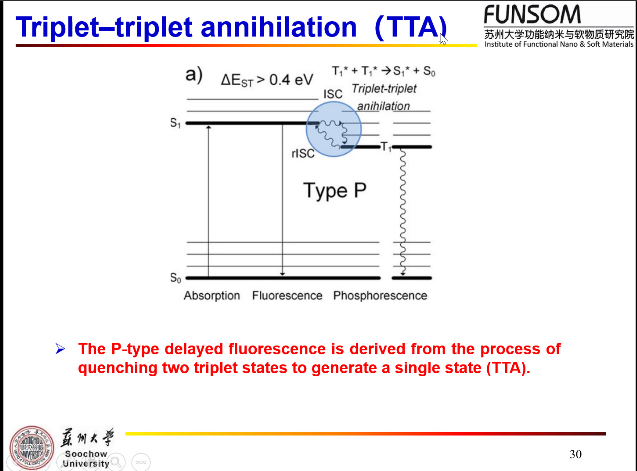 Triplet–triplet annihilation（TTA）
FUNSOM
苏州大学功能纳米与软物质研究院
Institute of Functional Nano & Soft Materials
a)
ΔEST > 0.4 eV
T1* + T1* → S1* + S0
Triplet-triplet
anihilation
ISC
S1
rISC
T1
Type P
S0
Absorption Fluorescence Phosphorescence
➢ The P-type delayed fluorescence is derived from the process of
quenching two triplet states to generate a single state (TTA).
蘇州大学
Soochow
University
30